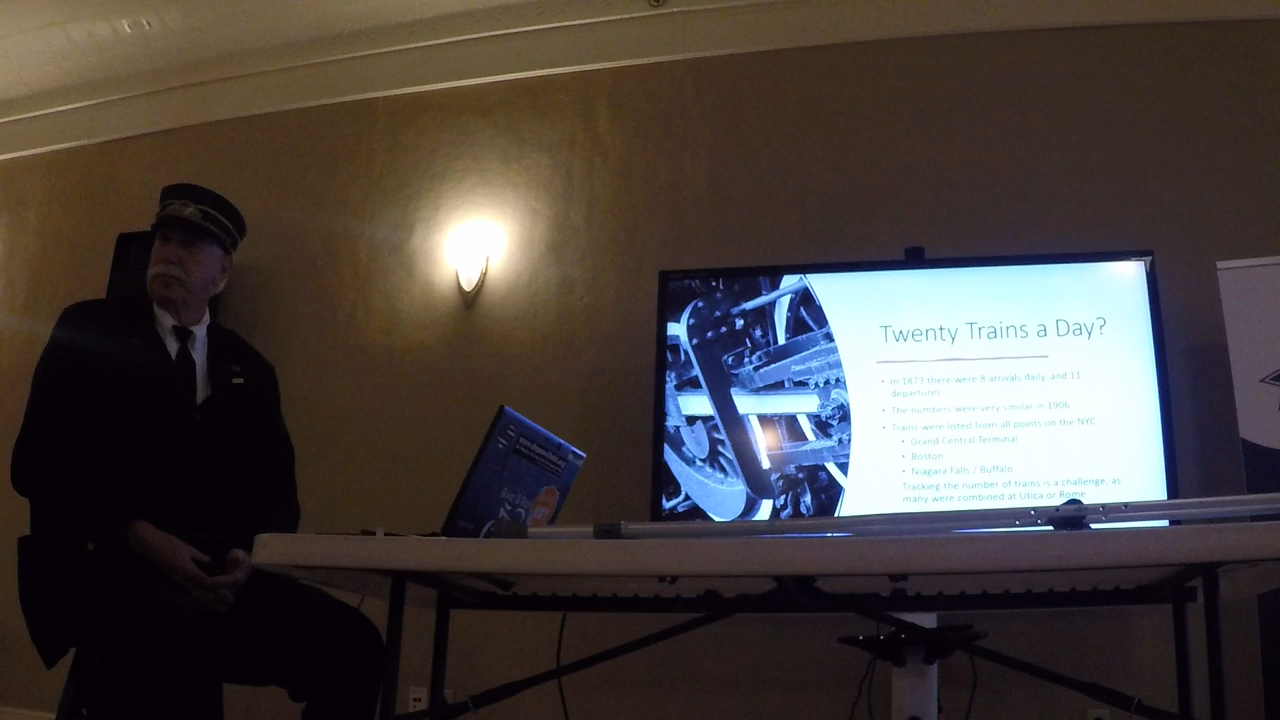 Twenty Trains a Day?
• In 1873 there were 8 arrivals daily, and 11
departures
• The numbers were very similar in 1906
• Trains were listed from all points on the NYC
• Grand Central Terminal
• Boston
• Niagara Falls / Buffalo
Tracking the number of trains is a challenge, as
many were combined at Utica or Rome